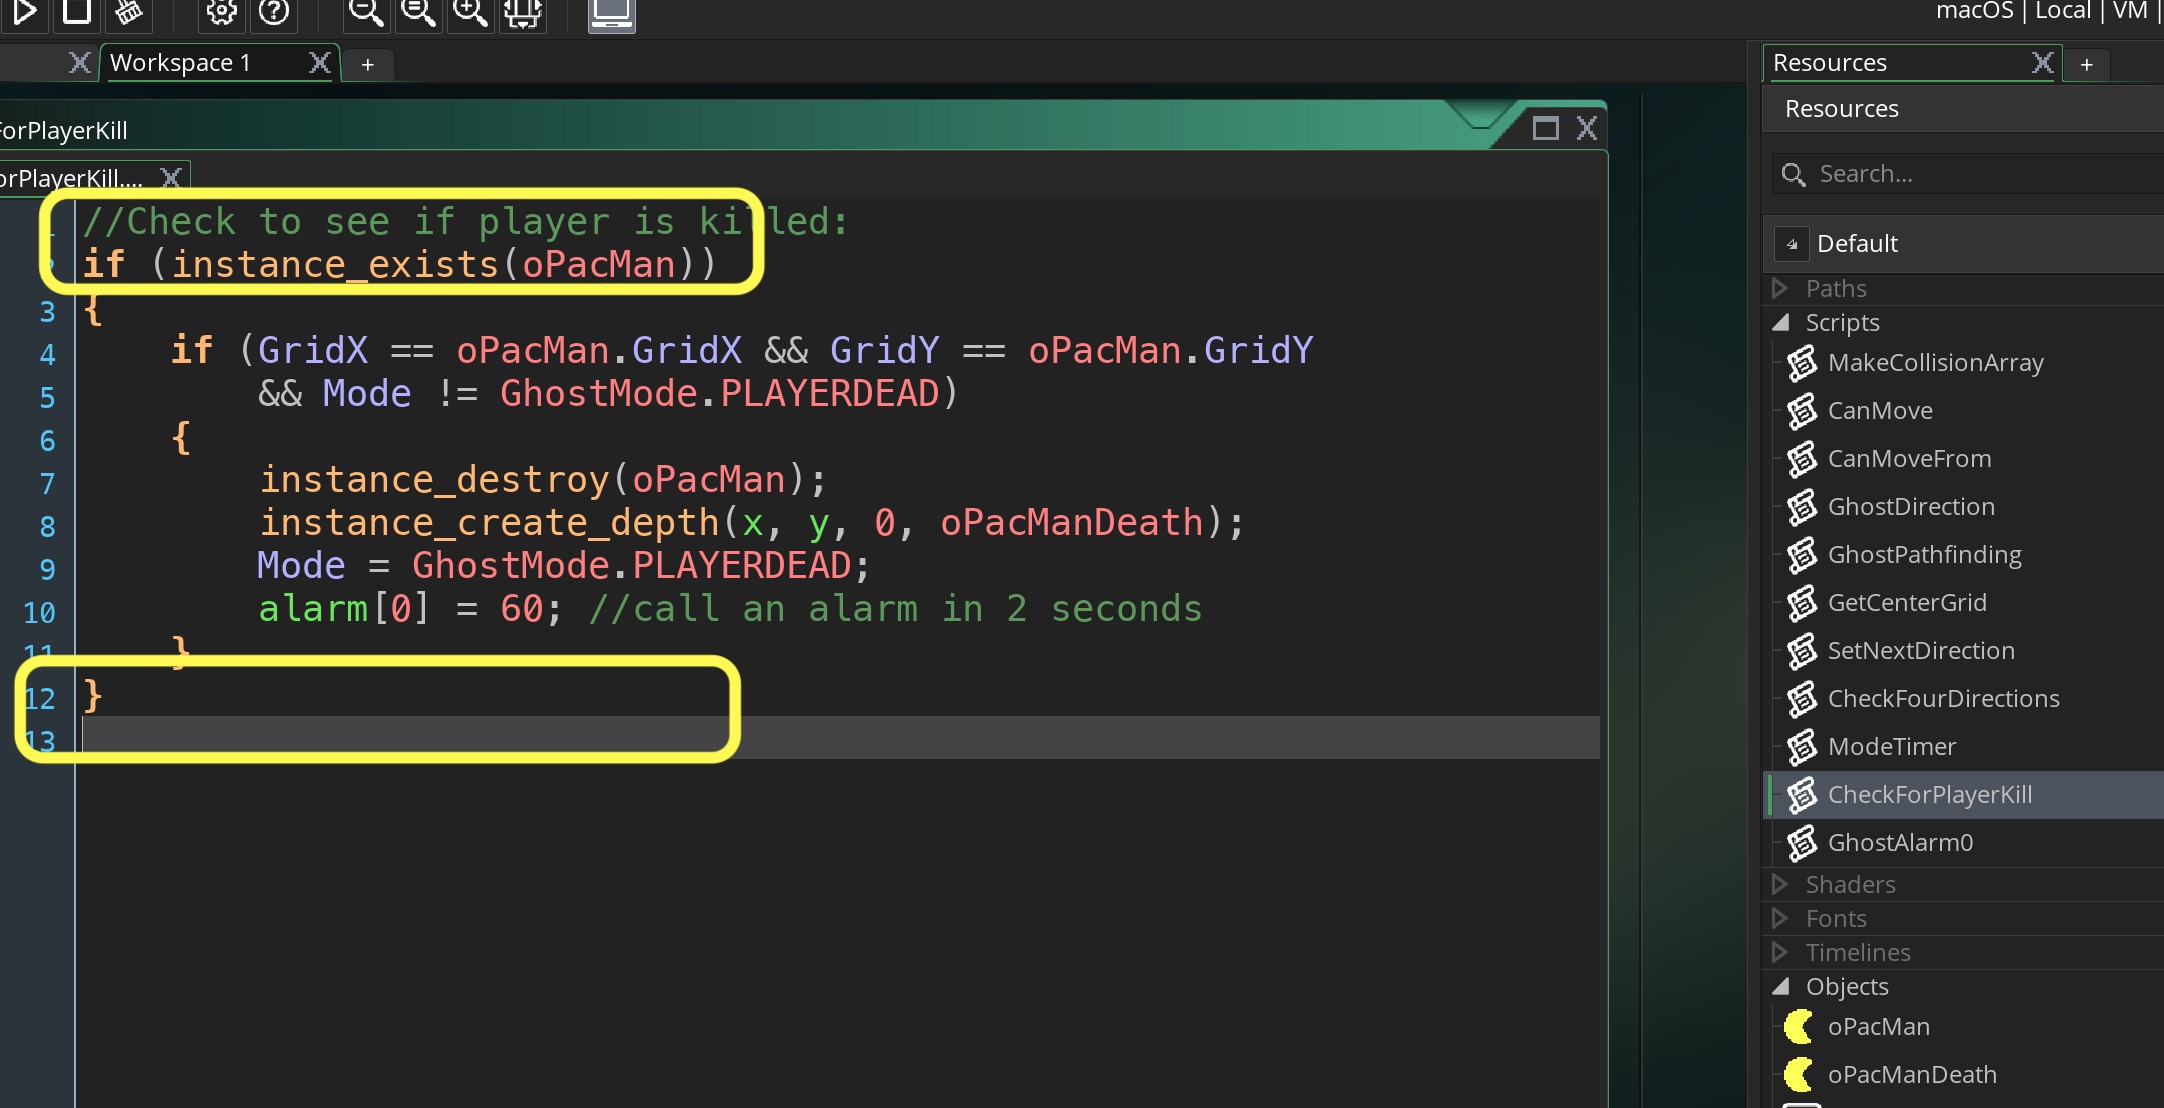 macOS | Local | VM |
Workspace 1
+
Resources
+
ForPlayerKill
Resources
orPlayerKill....
Search...
Default
//Check to see if player is killed:
if (instance_exists(oPacMan))
3 {
4 if (GridX == oPacMan.GridX && GridY == oPacMan.GridY
5 && Mode != GhostMode.PLAYERDEAD)
6 {
7 instance_destroy(oPacMan);
8 instance_create_depth(x, y, 0, oPacManDeath);
9 Mode = GhostMode.PLAYERDEAD;
10 alarm[0] = 60; //call an alarm in 2 seconds
11 }
12 }
13
Paths
Scripts
MakeCollisionArray
CanMove
CanMoveFrom
GhostDirection
GhostPathfinding
GetCenterGrid
SetNextDirection
CheckFourDirections
ModeTimer
CheckForPlayerKill
GhostAlarm0
Shaders
Fonts
Timelines
Objects
oPacMan
oPacManDeath